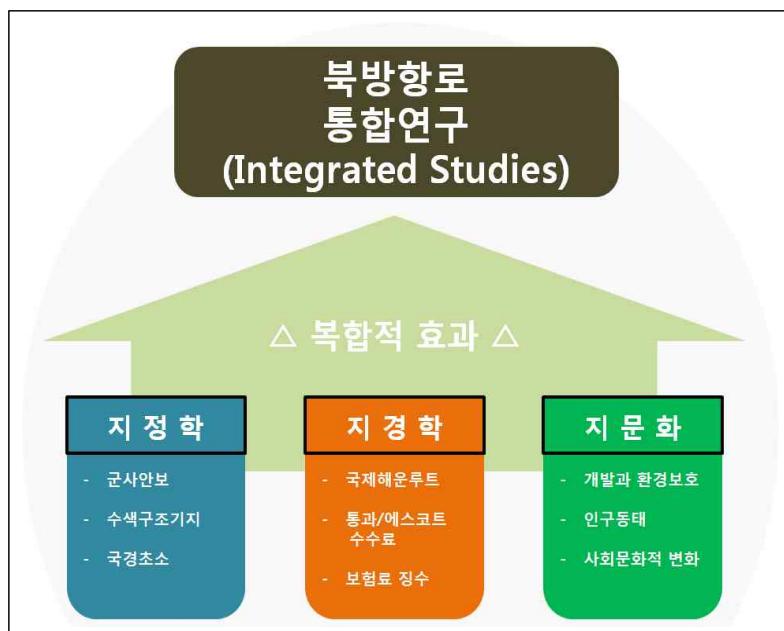 북방항로
통합연구
(Integrated Studies)
△ 복합적 효과 △
지 정 학
- 군사안보
- 수색구조기지
- 국경초소
지 경 학
- 국제해운루트
- 통과/에스코트
수수료
- 보험료 징수
지 문 화
- 개발과 환경보호
- 인구동태
- 사회문화적 변화